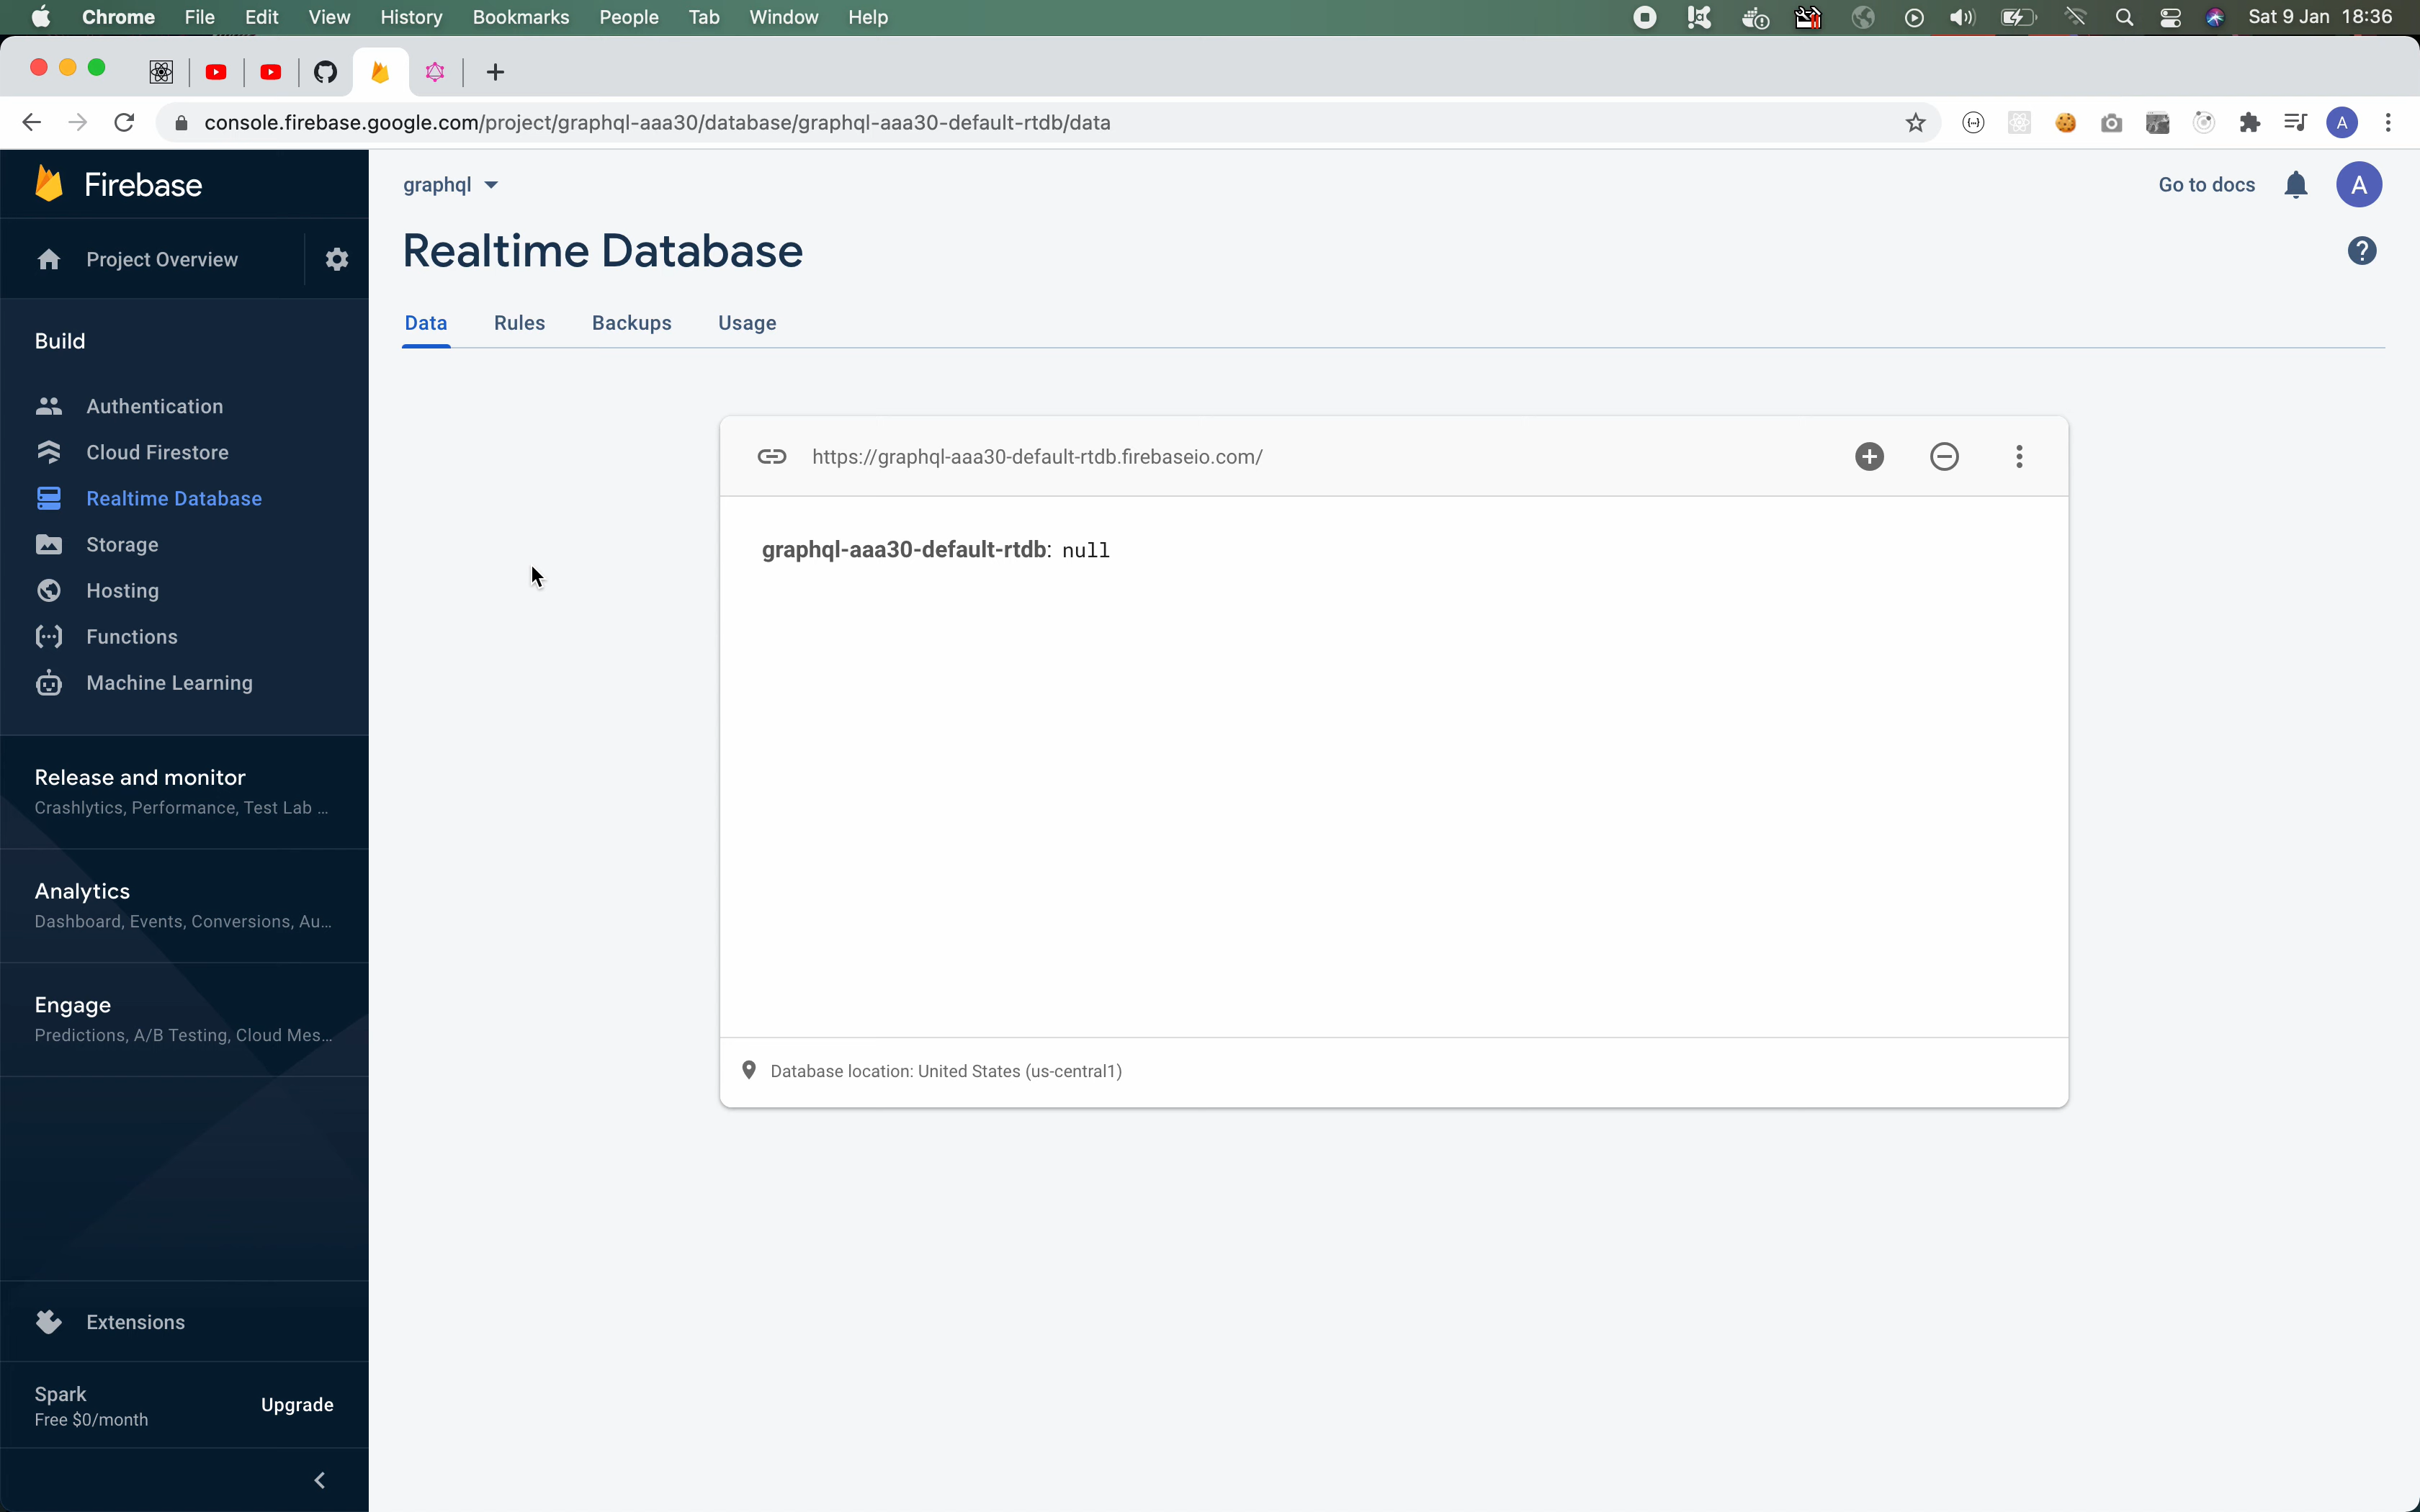 Chrome File Edit View History Bookmarks People Tab Window Help Sat 9 Jan 18:36
console.firebase.google.com/project/graphql-aaa30/database/graphql-aaa30-default-rtdb/data A
Firebase
graphql Go to docs A
Project Overview
Realtime Database
Data Rules Backups Usage
Build
Authentication
Cloud Firestore
Realtime Database
Storage
Hosting
Functions
Machine Learning
https://graphql-aaa30-default-rtdb.firebaseio.com/
graphql-aaa30-default-rtdb: null
Database location: United States (us-central1)
Release and monitor
Crashlytics, Performance, Test Lab ...
Analytics
Dashboard, Events, Conversions, Au...
Engage
Predictions, A/B Testing, Cloud Mes...
Extensions
Spark
Free $0/month
Upgrade